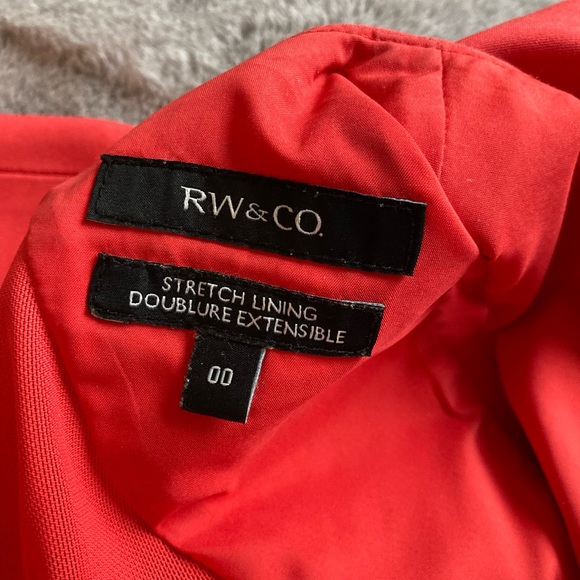 RW&CO.
STRETCH LINING
DOUBLURE EXTENSIBLE
00